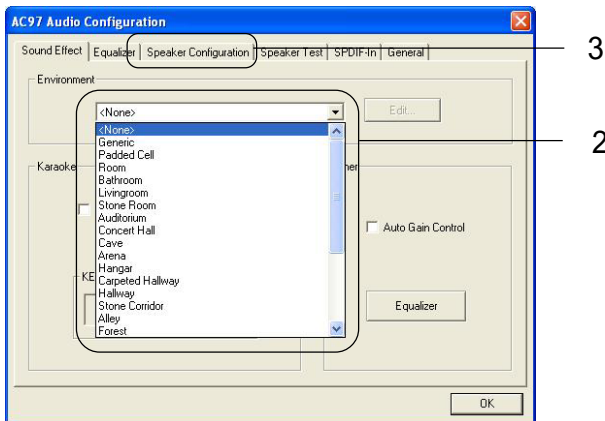 AC97 Audio Configuration
Sound Effect Equalizer Speaker Configuration Speaker Test SPDIF-In General
3
Environment
<None>
Edit...
2
<None>
Generic
Padded Cell
Room
Bathroom
Livingroom
Stone Room
Auditorium
Concert Hall
Cave
Arena
Hangar
Carpeted Hallway
Hallway
Stone Corridor
Alley
Forest
Karaoke
KE
Auto Gain Control
Equalizer
OK